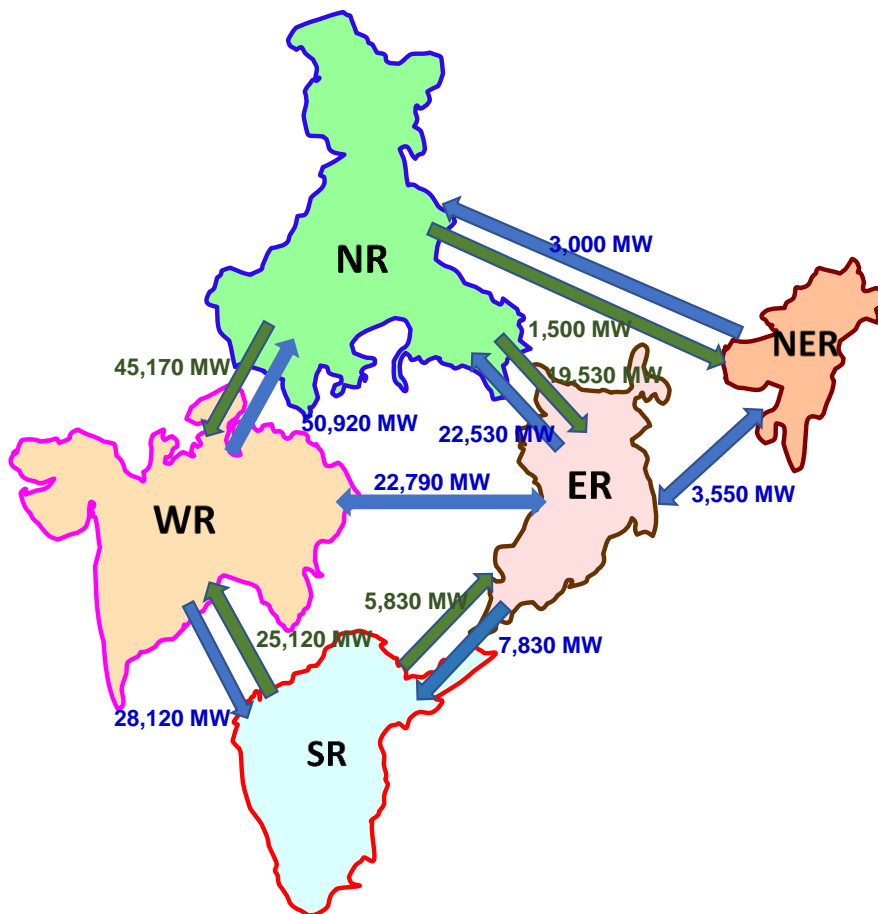 3,000 MW
NR
1,500 MW
NER
45,170 MW
19,530 MW
50,920 MW
22,530 MW
22,790 MW
ER
3,550 MW
WR
5,830 MW
25,120 MW
7,830 MW
28,120 MW
SR